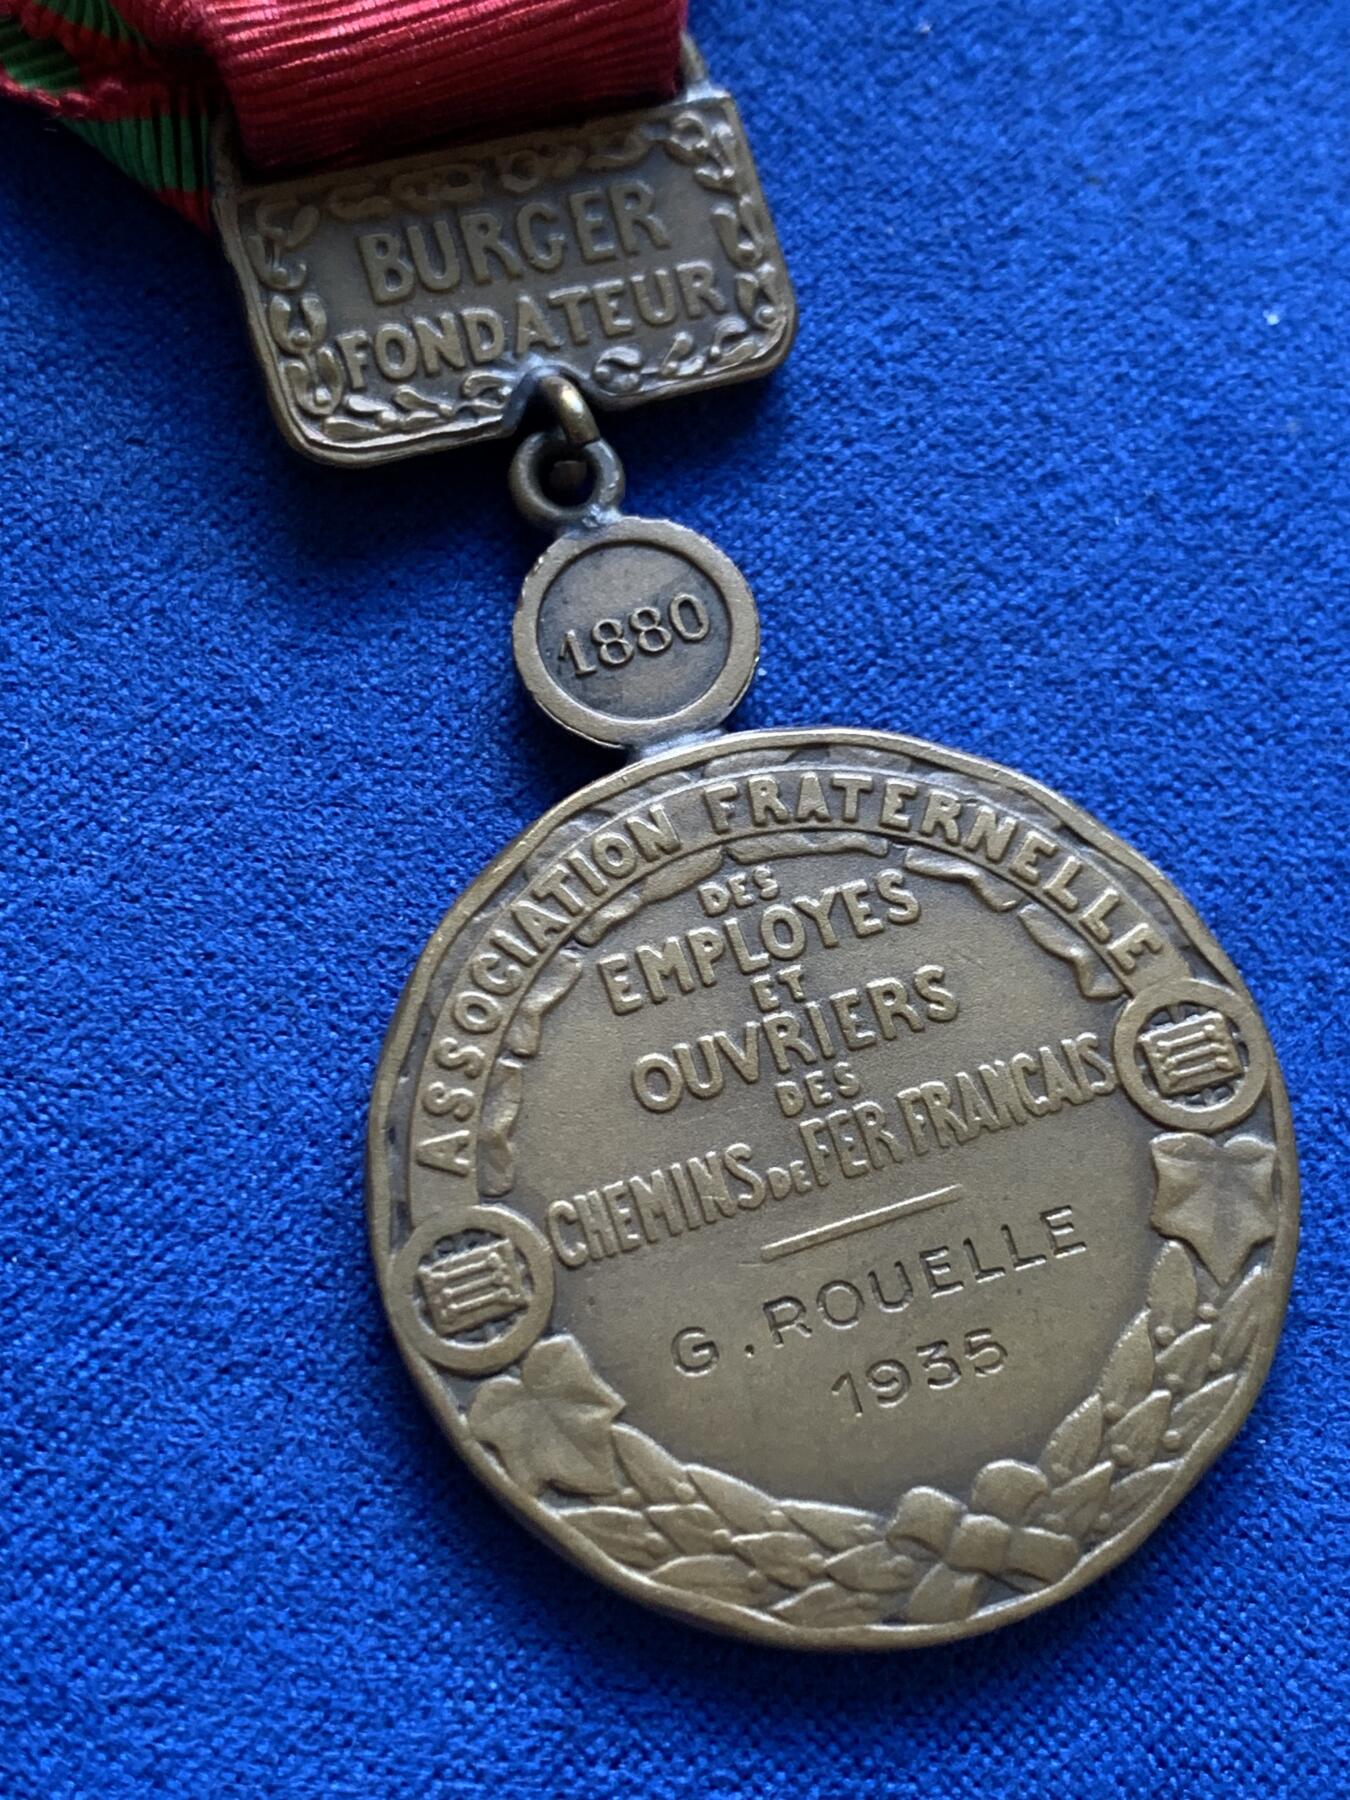 BURGER
FONDATEUR
1880
ASSOCIATION FRATERNELLE
DES
EMPLOYES
ET
OUVRIERS
DES
CHEMINS DE FER FRANCAIS
G. ROUELLE
1935